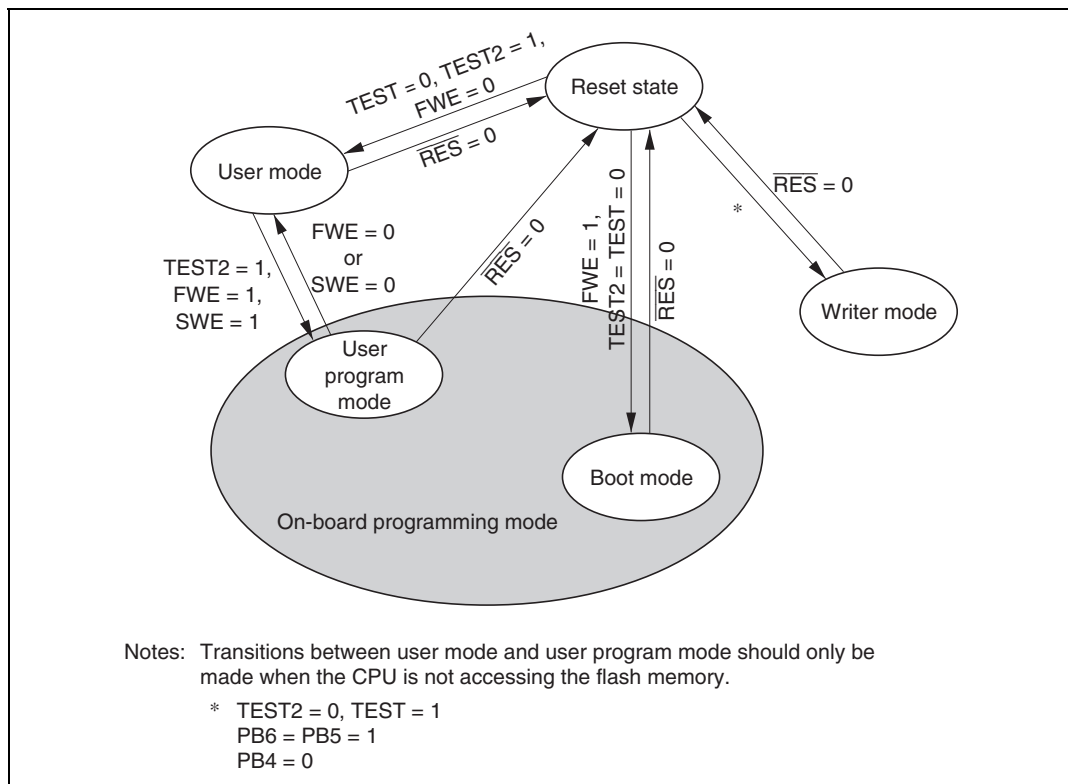 Reset state
TEST = 0, TEST2 = 1,
FWE = 0
RES = 0
User mode
FWE = 0
or
SWE = 0
TEST2 = 1,
FWE = 1,
SWE = 1
RES = 0
FWE = 1,
TEST2 = TEST = 0
RES = 0
*
RES = 0
Writer mode
User
program
mode
Boot mode
On-board programming mode
Notes: Transitions between user mode and user program mode should only be
made when the CPU is not accessing the flash memory.
* TEST2 = 0, TEST = 1
PB6 = PB5 = 1
PB4 = 0